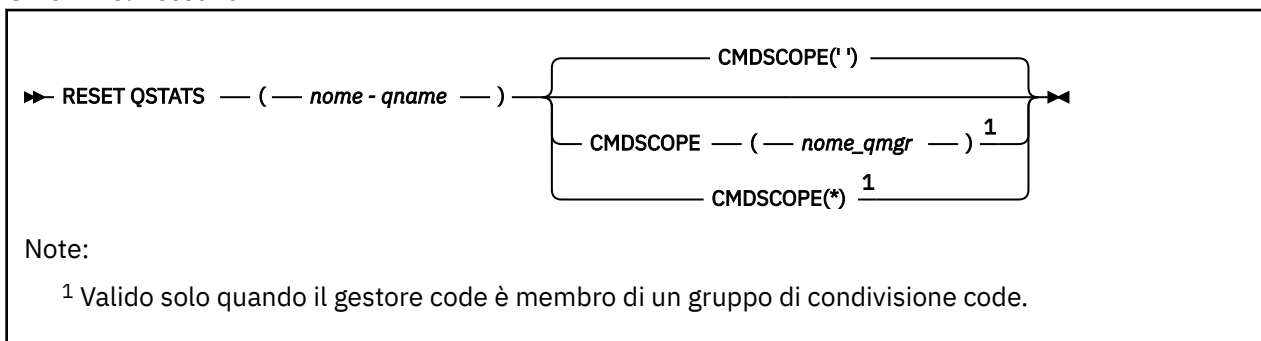 CMDSCOPE(' ')
RESET QSTATS ( nome - qname )
CMDSCOPE ( nome_qmgr ) 1
CMDSCOPE(*) 1
Note:
1 Valido solo quando il gestore code è membro di un gruppo di condivisione code.